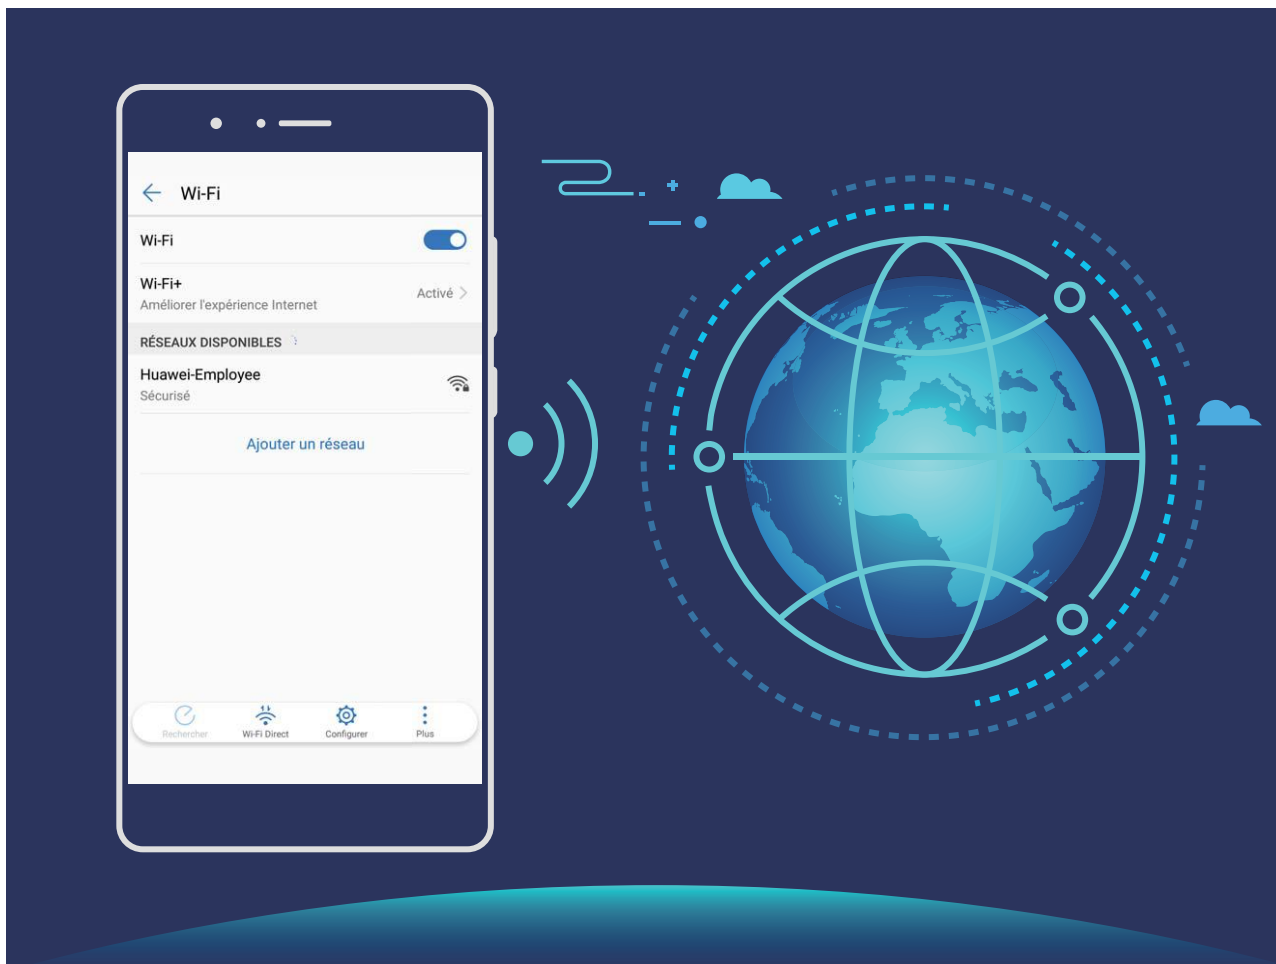 Wi-Fi
Wi-Fi
Wi-Fi+
Améliorer l'expérience Internet
Activé
RÉSEAUX DISPONIBLES
Huawei-Employee
Sécurisé
Ajouter un réseau
Rechercher
Wi-Fi Direct
Configurer
Plus